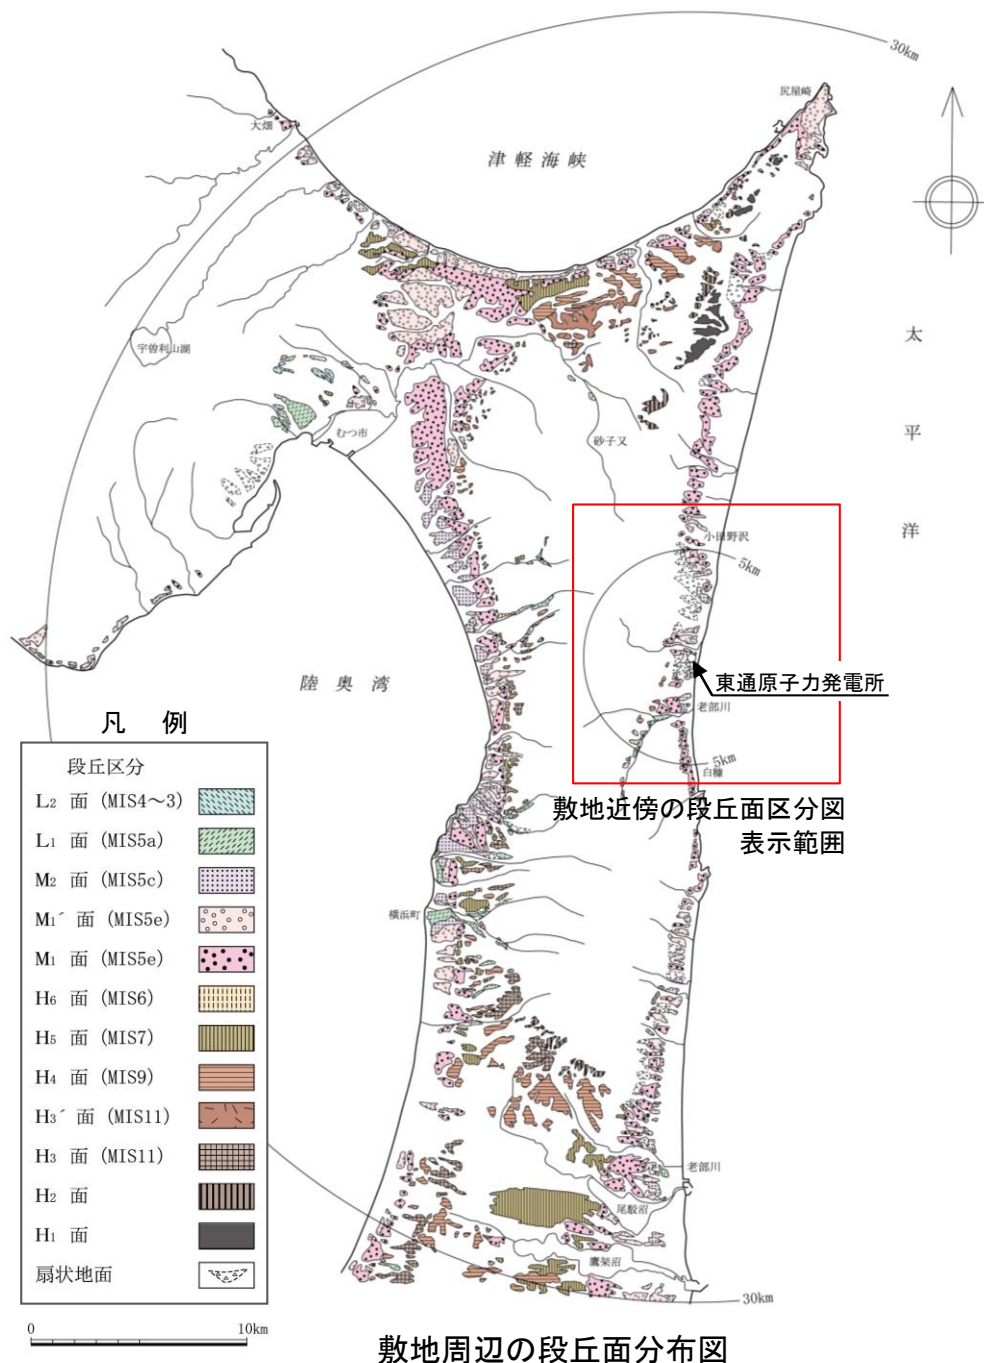 30km
尻屋崎
大畑
津軽海峡
太平洋
宇曽利山湖
むつ市
砂子又
小田野沢
5km
陸奥湾
東通原子力発電所
老部川
5km
白糠
敷地近傍の段丘面区分図
表示範囲
横浜町
凡 例
段丘区分
L2 面 (MIS4～3)
L1 面 (MIS5a)
M2 面 (MIS5c)
M1´ 面 (MIS5e)
M1 面 (MIS5e)
H6 面 (MIS6)
H5 面 (MIS7)
H4 面 (MIS9)
H3´ 面 (MIS11)
H3 面 (MIS11)
H2 面
H1 面
扇状地面
老部川
尾駮沼
鷹架沼
30km
0 10km
敷地周辺の段丘面分布図